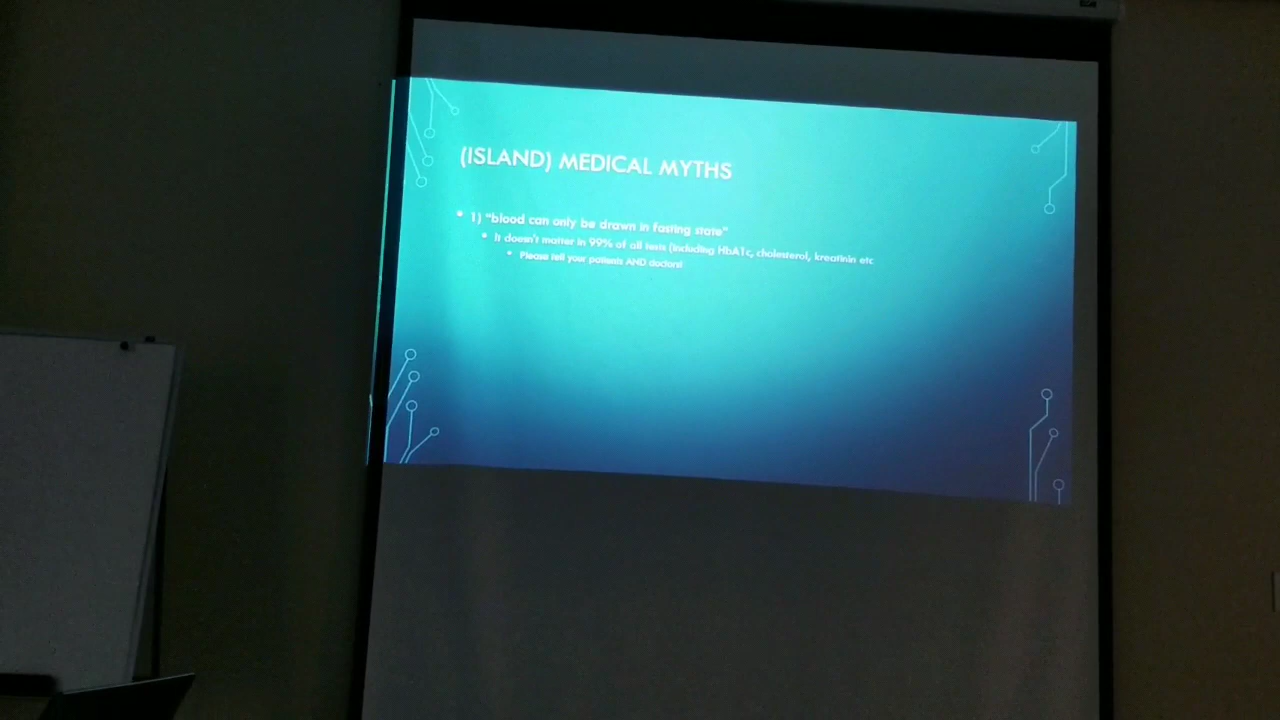 (ISLAND) MEDICAL MYTHS
1) "blood can only be drawn in fasting state"
It doesn't matter in 99% of all tests (including HbA1c, cholesterol, kreatinin etc
Please tell your patients AND doctors!